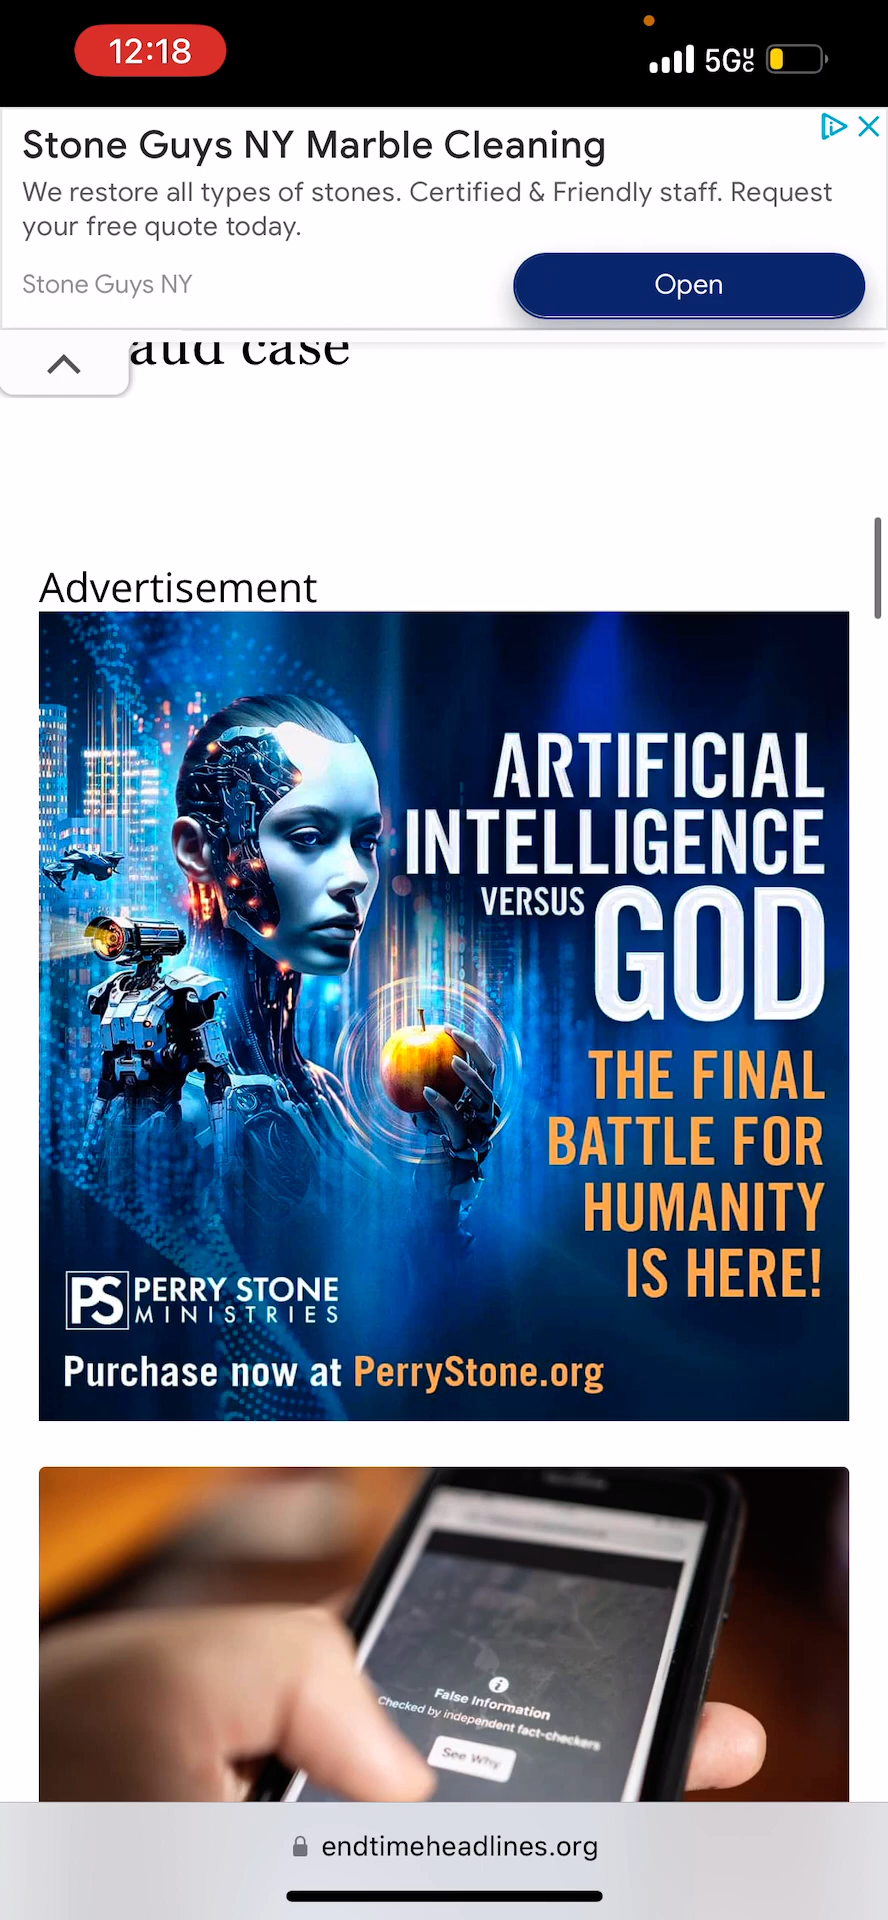 12:18
5G UC
Stone Guys NY Marble Cleaning
We restore all types of stones. Certified & Friendly staff. Request
your free quote today.
Stone Guys NY
Open
aud case
Advertisement
ARTIFICIAL
INTELLIGENCE
VERSUS GOD
THE FINAL
BATTLE FOR
HUMANITY
IS HERE!
PS PERRY STONE
MINISTRIES
Purchase now at PerryStone.org
False Information
Checked by independent fact-checkers
See Why
endtimeheadlines.org